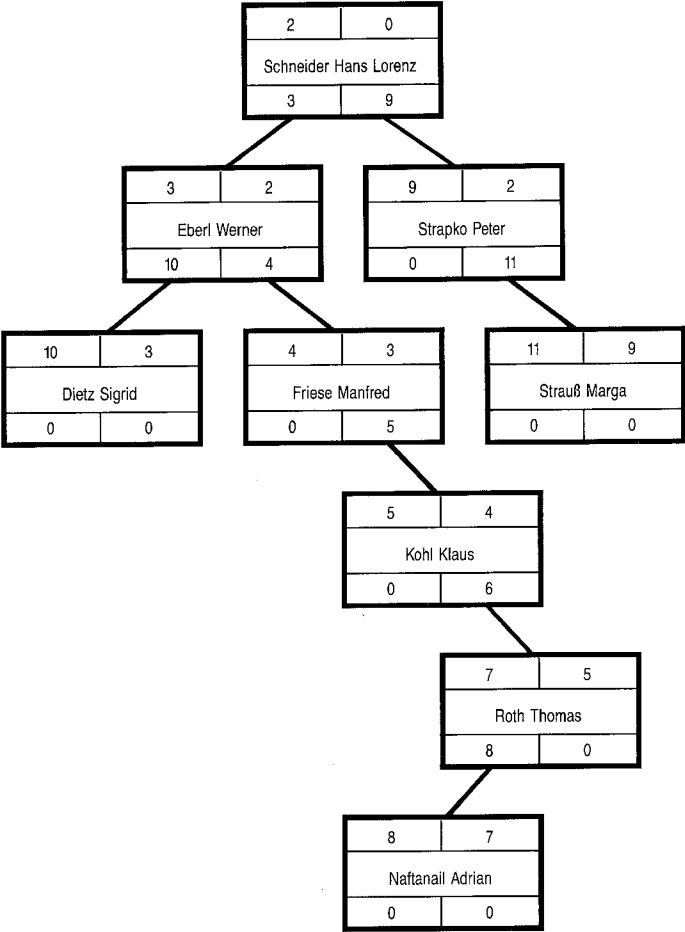 2 0
Schneider Hans Lorenz
3 9
3 2
Eberl Werner
10 4
9 2
Strapko Peter
0 11
10 3
Dietz Sigrid
0 0
4 3
Friese Manfred
0 5
11 9
Strauß Marga
0 0
5 4
Kohl Klaus
0 6
7 5
Roth Thomas
8 0
8 7
Naftanail Adrian
0 0